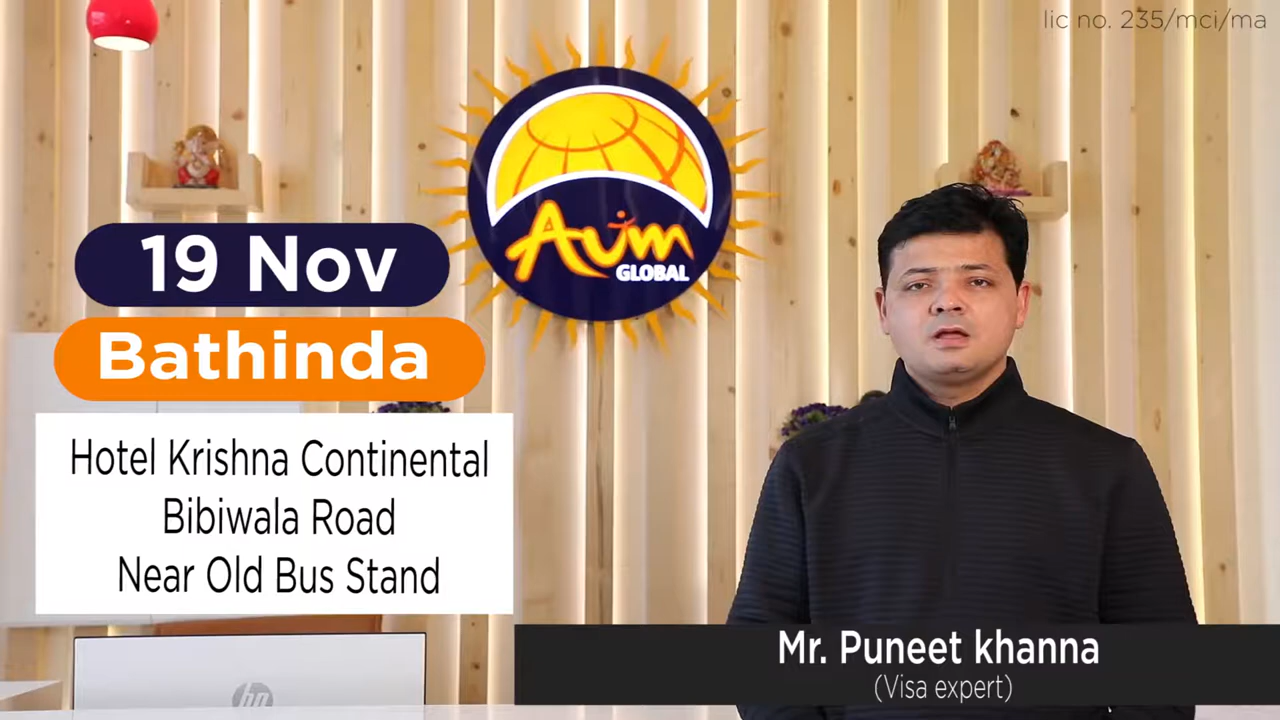 lic no. 235/mci/ma
Aum
GLOBAL
19 Nov
Bathinda
Hotel Krishna Continental
Bibiwala Road
Near Old Bus Stand
hp
Mr. Puneet khanna
(Visa expert)